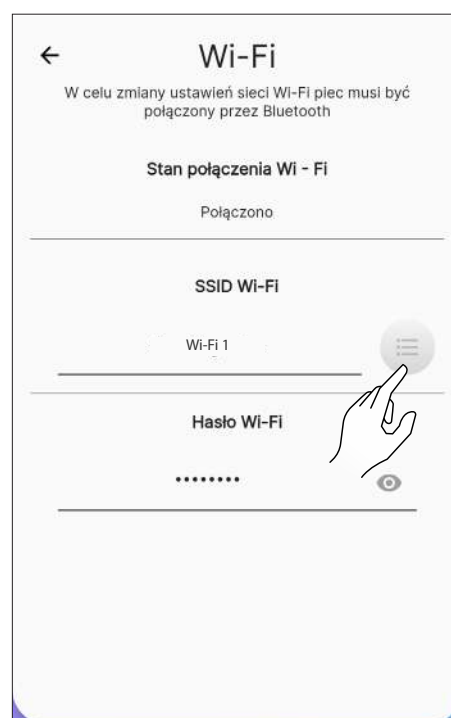 Wi-Fi
W celu zmiany ustawień sieci Wi-Fi piec musi być
połączony przez Bluetooth
Stan połączenia Wi - Fi
Połączono
SSID Wi-Fi
Wi-Fi 1
Hasło Wi-Fi
••••••••